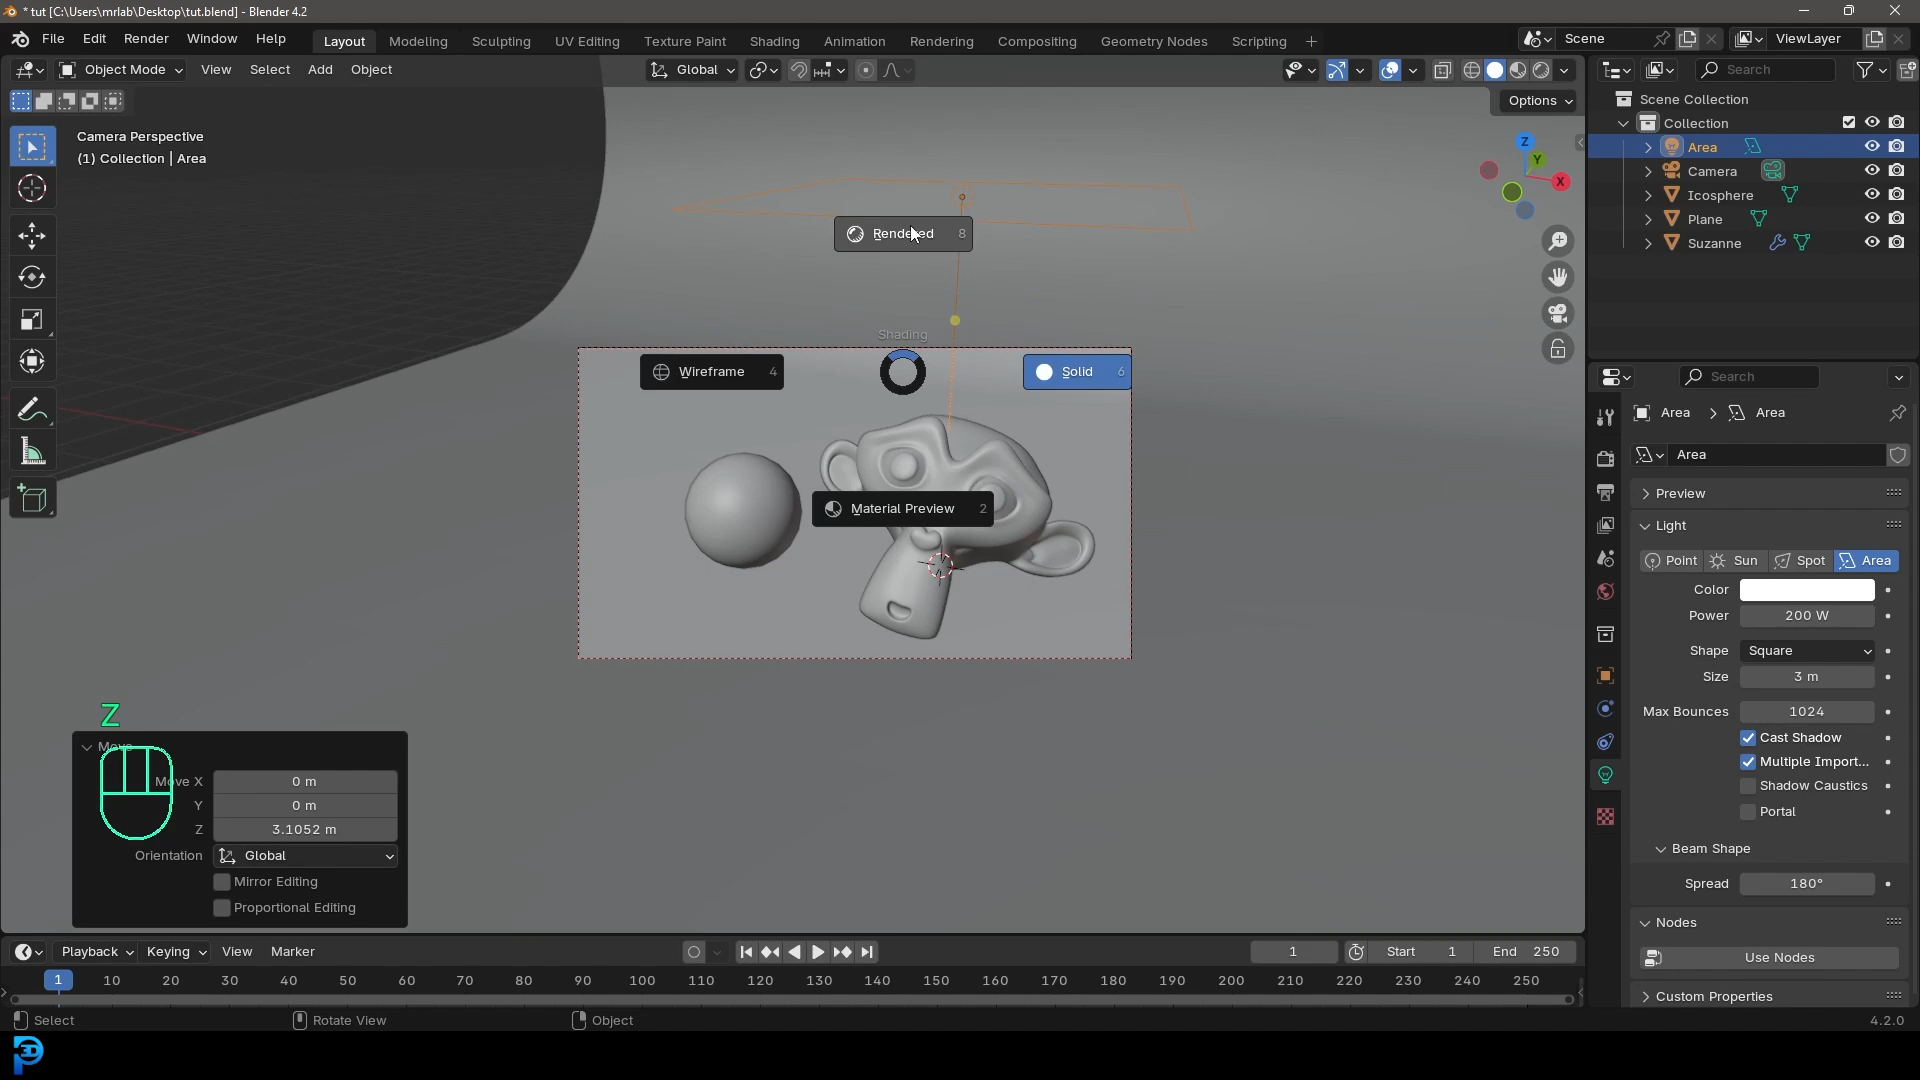 * tut [C:\Users\mrlab\Desktop\tut.blend] - Blender 4.2
File Edit Render Window Help Layout Modeling Sculpting UV Editing Texture Paint Shading Animation Rendering Compositing Geometry Nodes Scripting +
Scene
ViewLayer
Object Mode View Select Add Object
Global
Options
Camera Perspective
(1) Collection | Area
Z
Y
X
Rendered 8
Shading
Wireframe 4
Solid 6
Material Preview 2
Z
Move X 0 m
Y 0 m
Z 3.1052 m
Orientation Global
Mirror Editing
Proportional Editing
Search
Scene Collection
Collection
Area
Camera
Icosphere
Plane
Suzanne
Search
Area > Area
Area
Preview
Light
Point Sun Spot Area
Color
Power 200 W
Shape Square
Size 3 m
Max Bounces 1024
Cast Shadow
Multiple Import...
Shadow Caustics
Portal
Beam Shape
Spread 180°
Nodes
Use Nodes
Custom Properties
Playback Keying View Marker
1 Start 1 End 250
1 10 20 30 40 50 60 70 80 90 100 110 120 130 140 150 160 170 180 190 200 210 220 230 240 250
Select Rotate View Object 4.2.0